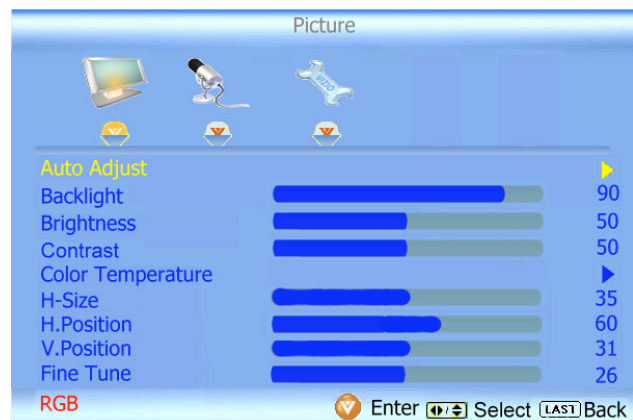 Picture
VIZIO
Auto Adjust
Backlight 90
Brightness 50
Contrast 50
Color Temperature
H-Size 35
H.Position 60
V.Position 31
Fine Tune 26
RGB
V Enter Select LAST Back